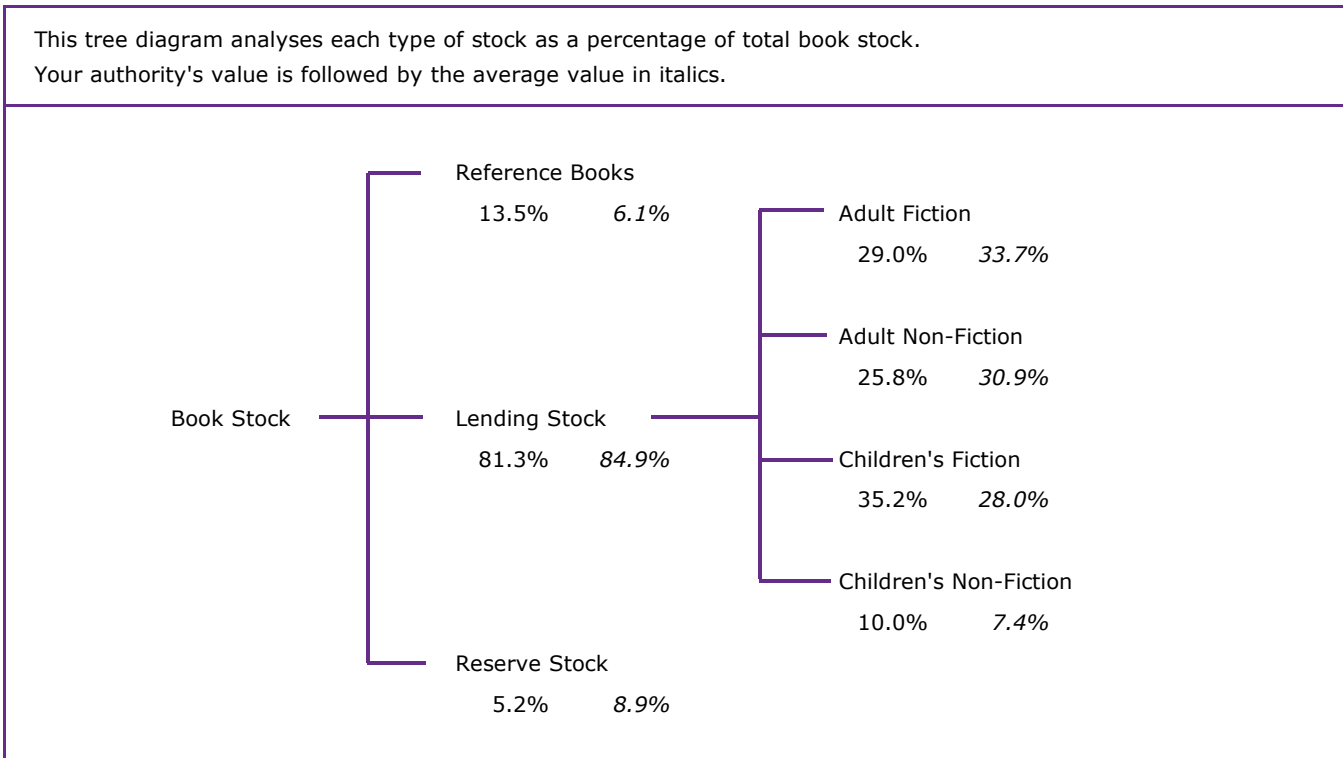 This tree diagram analyses each type of stock as a percentage of total book stock.
Your authority's value is followed by the average value in italics.
Reference Books
13.5% 6.1%
Adult Fiction
29.0% 33.7%
Adult Non-Fiction
25.8% 30.9%
Book Stock
Lending Stock
81.3% 84.9%
Children's Fiction
35.2% 28.0%
Children's Non-Fiction
10.0% 7.4%
Reserve Stock
5.2% 8.9%